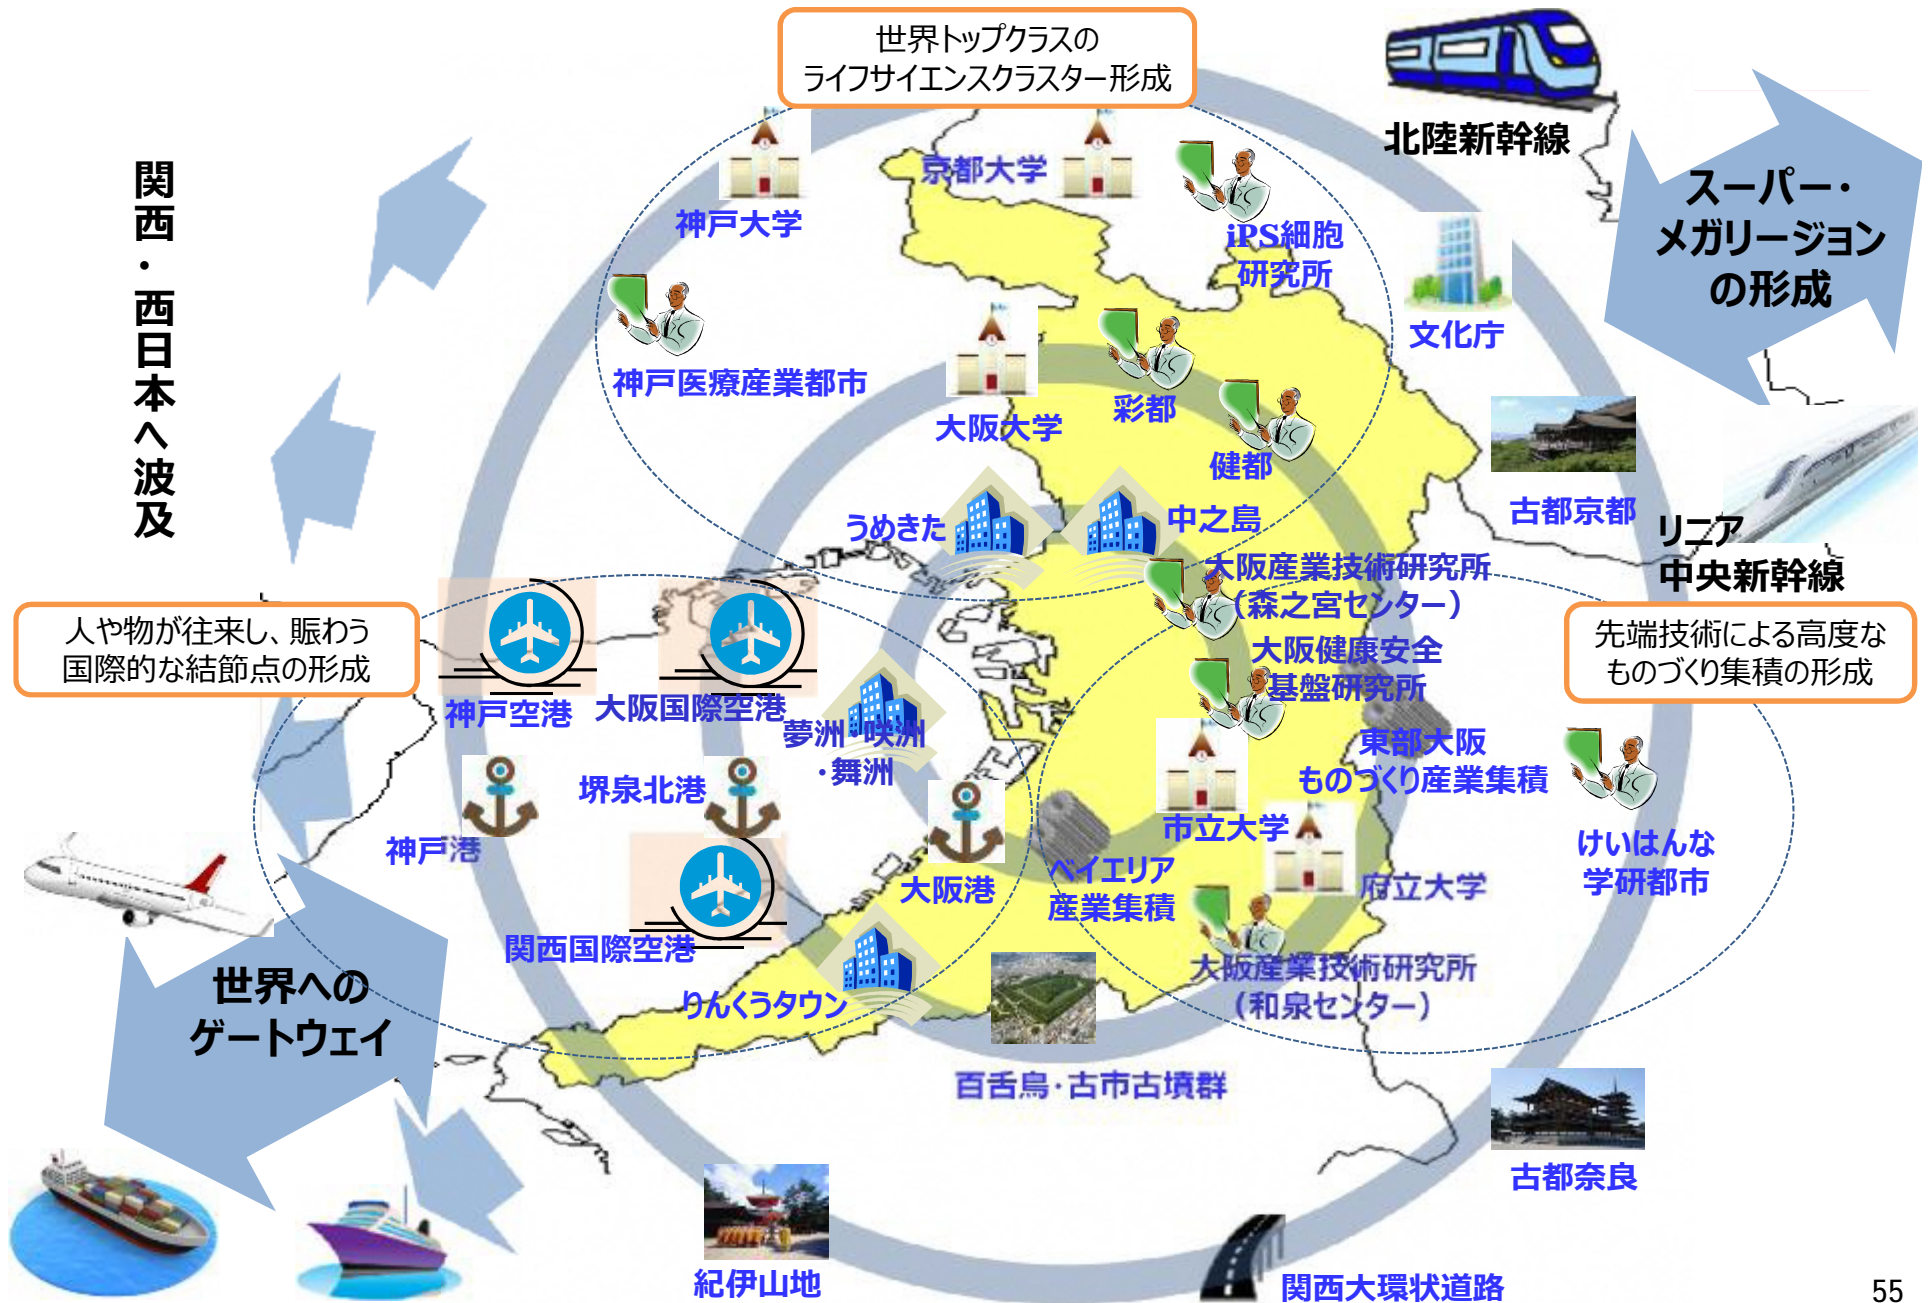 世界トップクラスの
ライフサイエンスクラスター形成
北陸新幹線
スーパー・
メガリージョン
の形成
関西・西日本へ波及
京都大学
神戸大学
iPS細胞
研究所
文化庁
神戸医療産業都市
大阪大学
彩都
健都
古都京都
うめきた
中之島
リニア
中央新幹線
大阪産業技術研究所
（森之宮センター）
人や物が往来し、賑わう
国際的な結節点の形成
先端技術による高度な
ものづくり集積の形成
大阪健康安全
基盤研究所
神戸空港
大阪国際空港
夢洲・咲洲
・舞洲
東部大阪
ものづくり産業集積
堺泉北港
神戸港
市立大学
けいはんな
学研都市
大阪港
ベイエリア
産業集積
府立大学
関西国際空港
大阪産業技術研究所
（和泉センター）
りんくうタウン
世界への
ゲートウェイ
百舌鳥・古市古墳群
古都奈良
紀伊山地
関西大環状道路
55